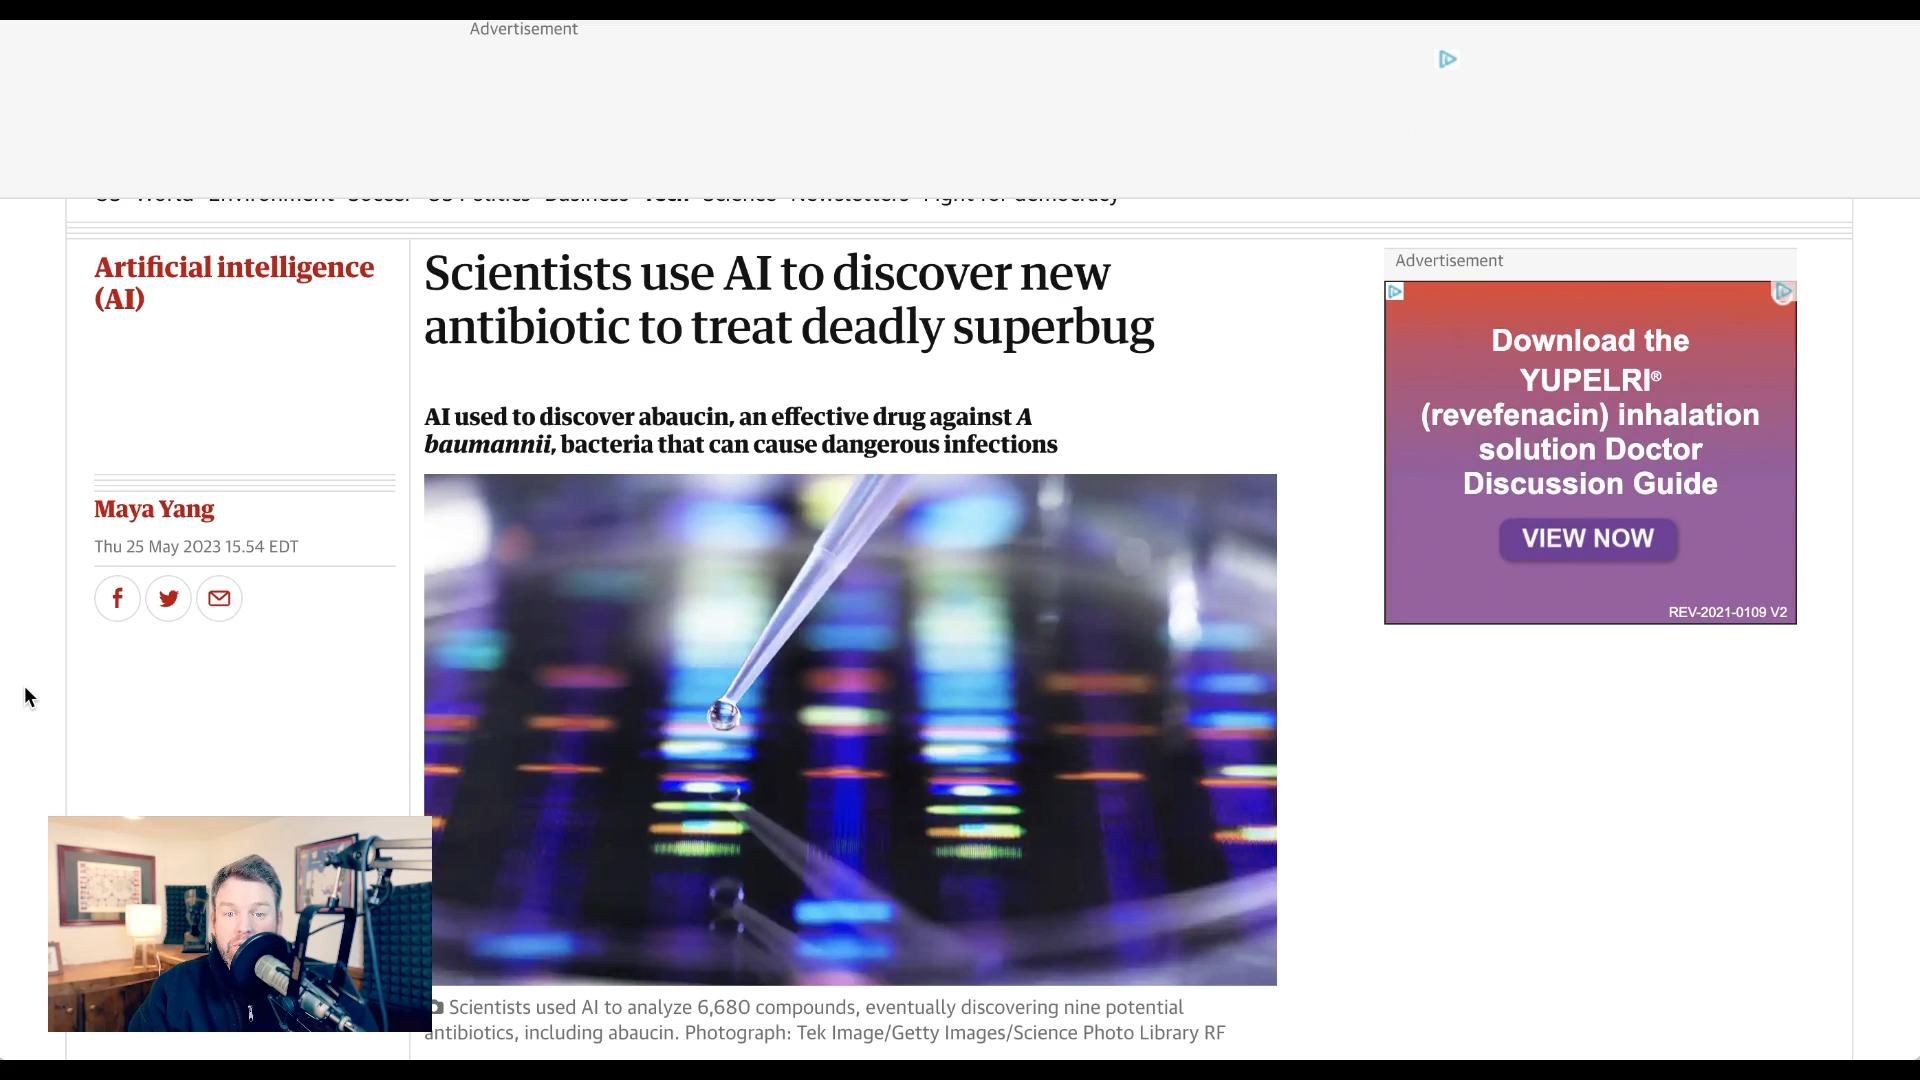 Advertisement
US World Environment Soccer US Politics Business Tech Science Newsletters Fight for democracy
Artificial intelligence
(AI)
Scientists use AI to discover new
antibiotic to treat deadly superbug
AI used to discover abaucin, an effective drug against A
baumannii, bacteria that can cause dangerous infections
Maya Yang
Thu 25 May 2023 15.54 EDT
Scientists used AI to analyze 6,680 compounds, eventually discovering nine potential
antibiotics, including abaucin. Photograph: Tek Image/Getty Images/Science Photo Library RF
Advertisement
Download the
YUPELRI®
(revefenacin) inhalation
solution Doctor
Discussion Guide
VIEW NOW
REV-2021-0109 V2